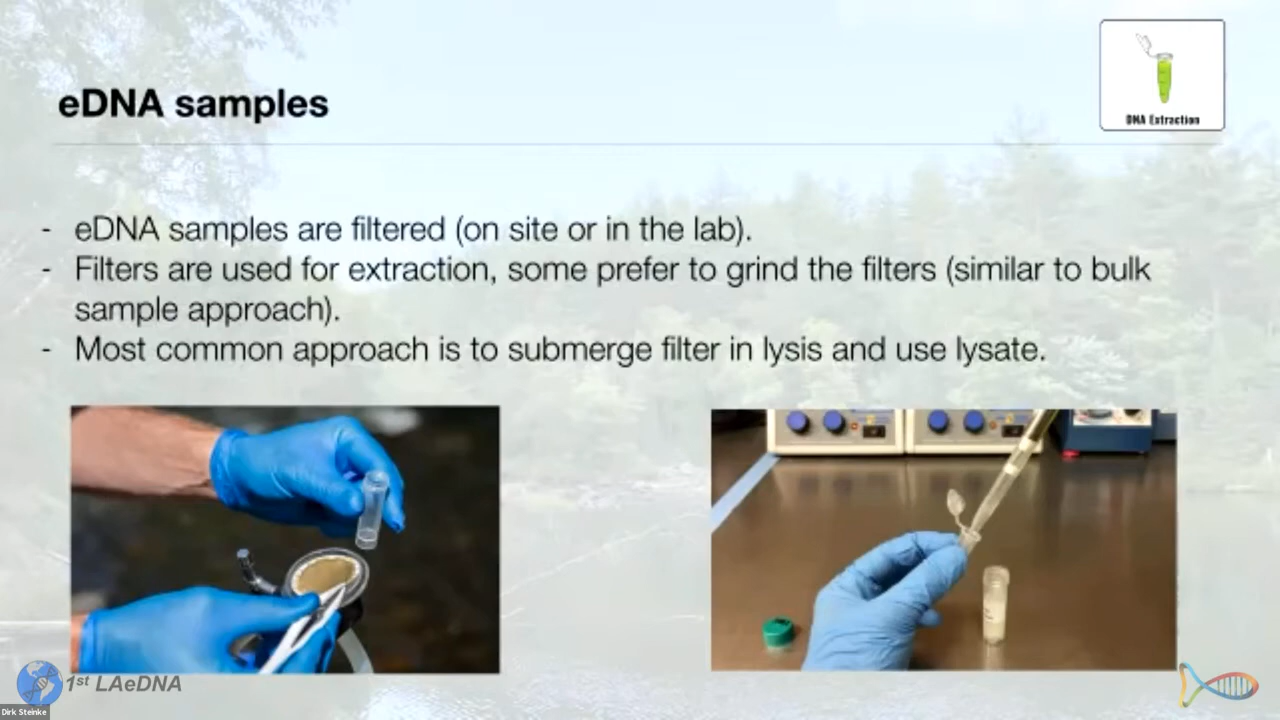 DNA Extraction
eDNA samples
- eDNA samples are filtered (on site or in the lab).
- Filters are used for extraction, some prefer to grind the filters (similar to bulk
sample approach).
- Most common approach is to submerge filter in lysis and use lysate.
1st LAeDNA
Dirk Steinke